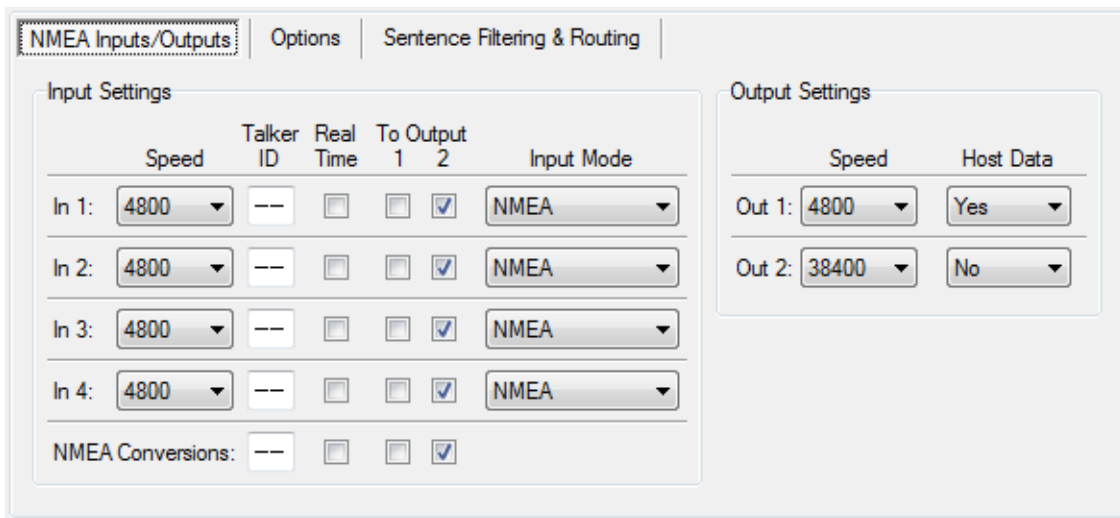 NMEA Inputs/Outputs Options Sentence Filtering & Routing
Input Settings
Talker Real To Output
Speed ID Time 1 2 Input Mode
In 1: 4800 -- NMEA
In 2: 4800 -- NMEA
In 3: 4800 -- NMEA
In 4: 4800 -- NMEA
NMEA Conversions: --
Output Settings
Speed Host Data
Out 1: 4800 Yes
Out 2: 38400 No